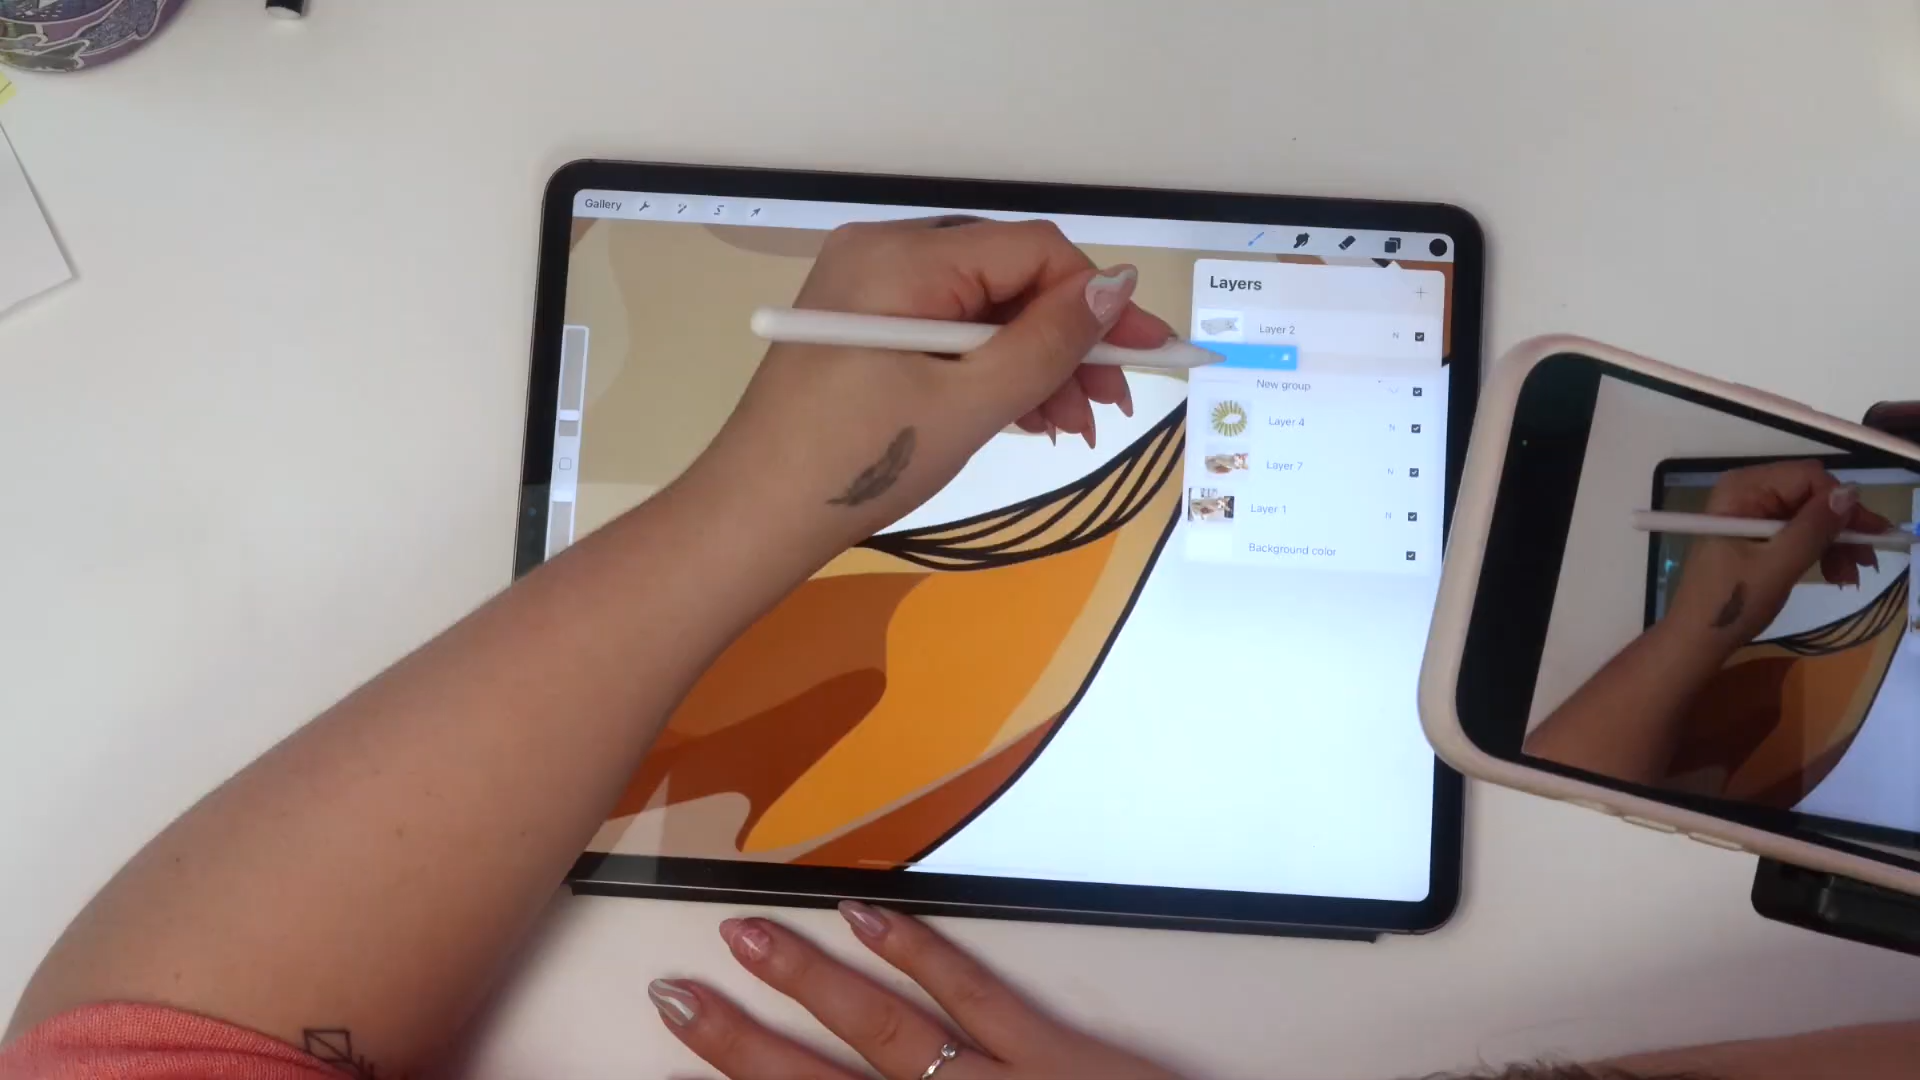 Gallery
Layers
Layer 2 N
New group
Layer 4 N
Layer 7 N
Layer 1 N
Background color